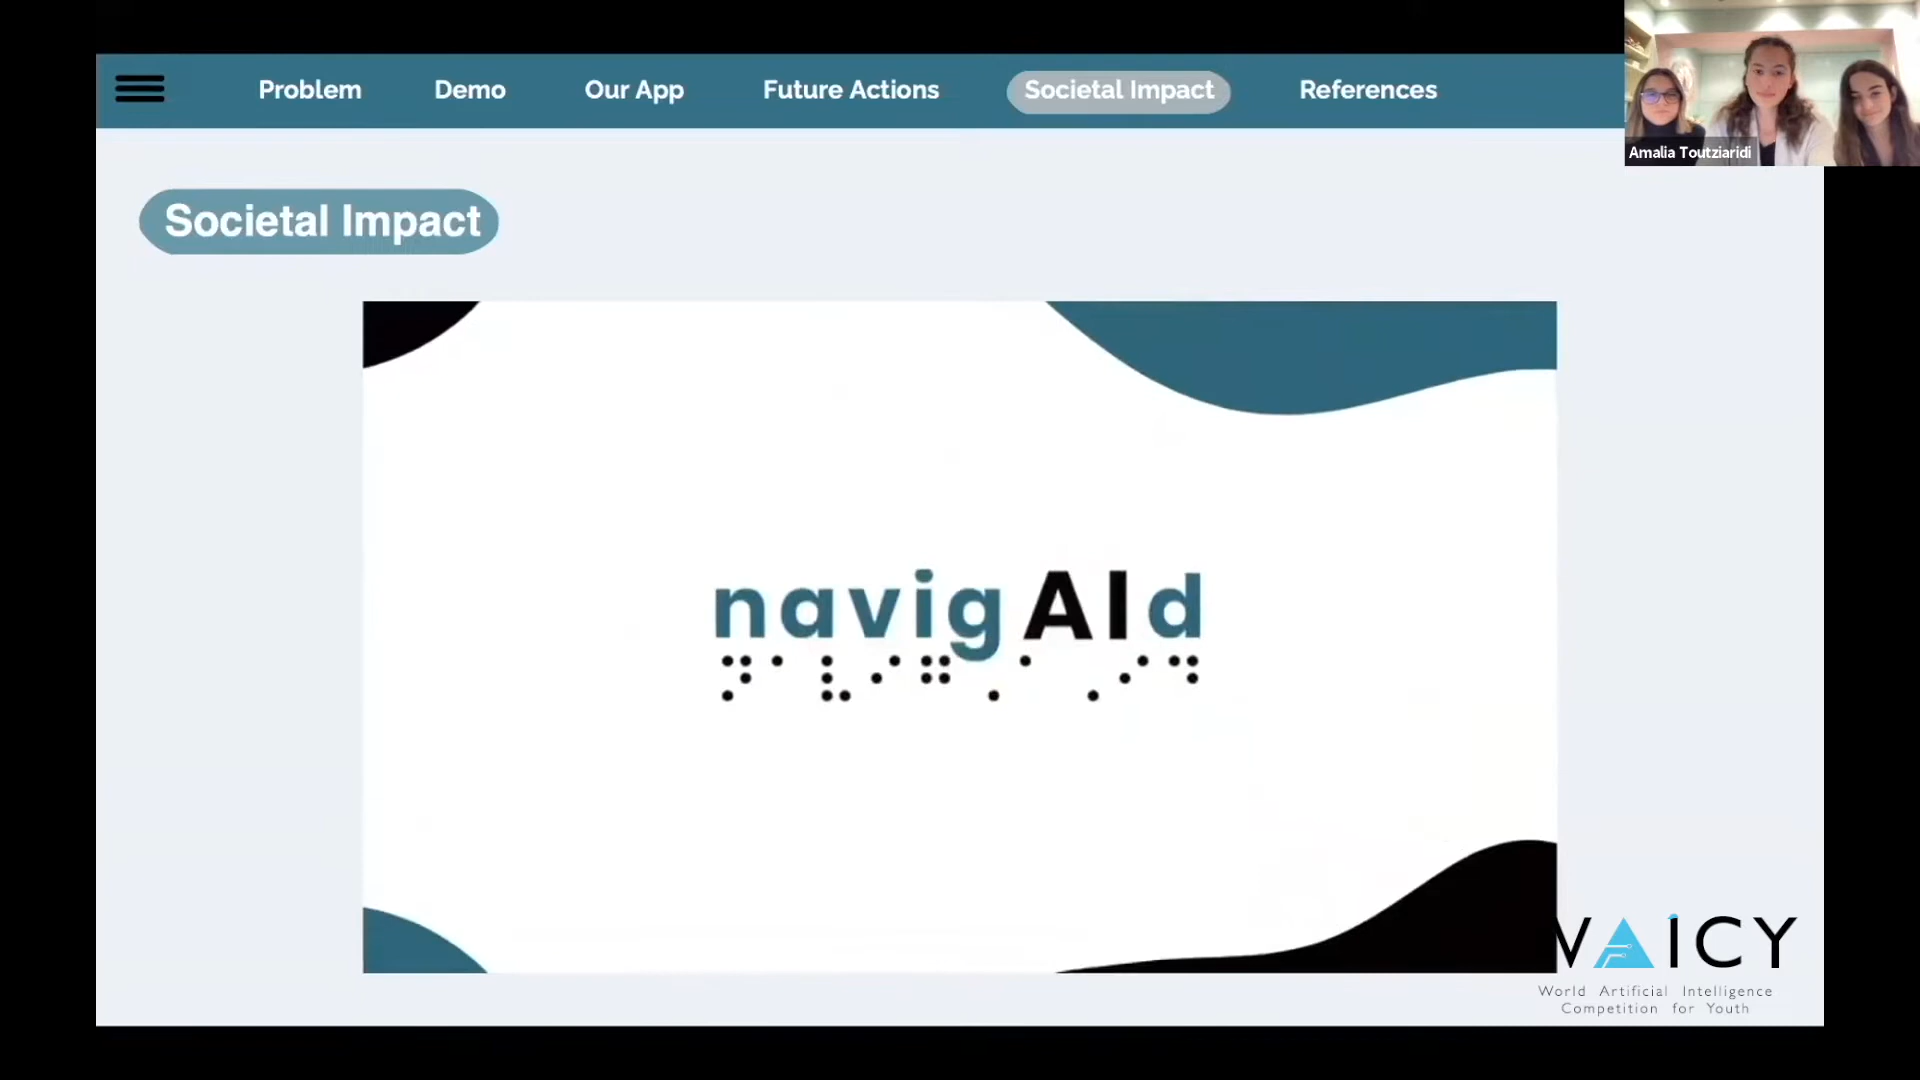 Problem Demo Our App Future Actions Societal Impact References
Amalia Toutziaridi
Societal Impact
navigAId
⠝⠁⠧⠊⠛⠠⠁⠠⠊⠙
WAICY
World Artificial Intelligence
Competition for Youth